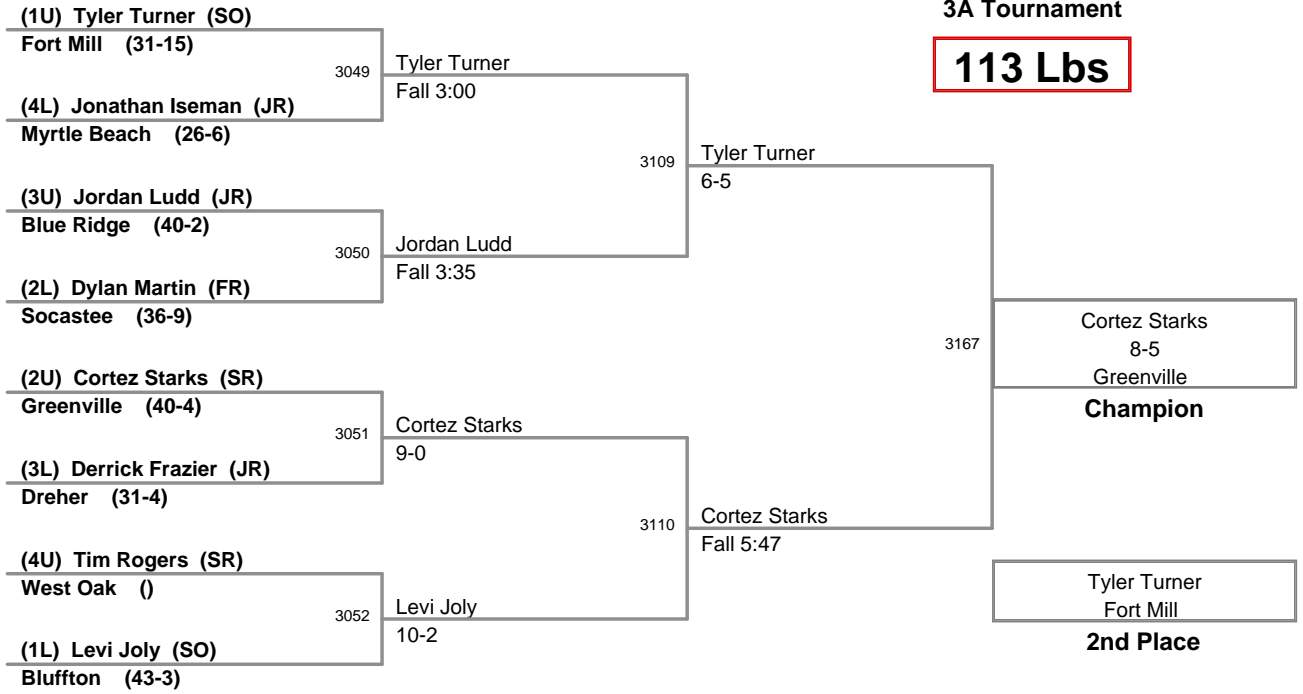 (1U) Tyler Turner (SO)
Fort Mill (31-15)
3049
(4L) Jonathan Iseman (JR)
Myrtle Beach (26-6)
(3U) Jordan Ludd (JR)
Blue Ridge (40-2)
3050
(2L) Dylan Martin (FR)
Socastee (36-9)
(2U) Cortez Starks (SR)
Greenville (40-4)
3051
(3L) Derrick Frazier (JR)
Dreher (31-4)
(4U) Tim Rogers (SR)
West Oak ()
3052
(1L) Levi Joly (SO)
Bluffton (43-3)
Tyler Turner
Fall 3:00
3109
Jordan Ludd
Fall 3:35
Cortez Starks
9-0
3110
Levi Joly
10-2
Tyler Turner
6-5
3167
Cortez Starks
Fall 5:47
3A Tournament
113 Lbs
Cortez Starks
8-5
Greenville
Champion
Tyler Turner
Fort Mill
2nd Place